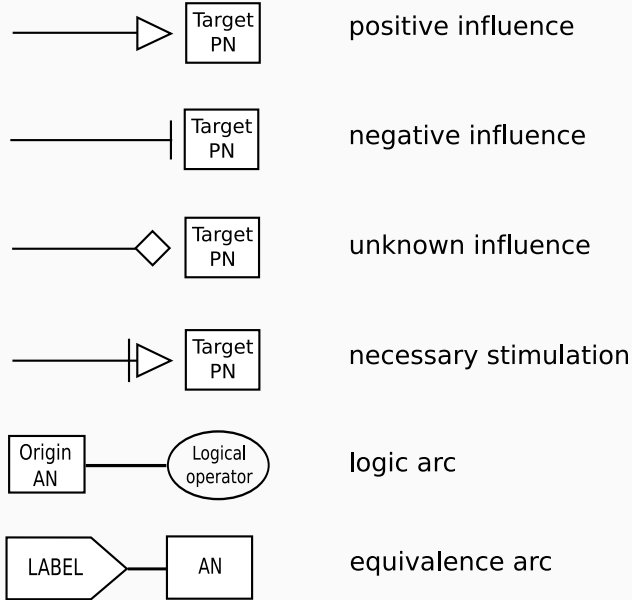 Target
PN
positive influence
Target
PN
negative influence
Target
PN
unknown influence
Target
PN
necessary stimulation
Origin
AN
Logical
operator
logic arc
LABEL
AN
equivalence arc